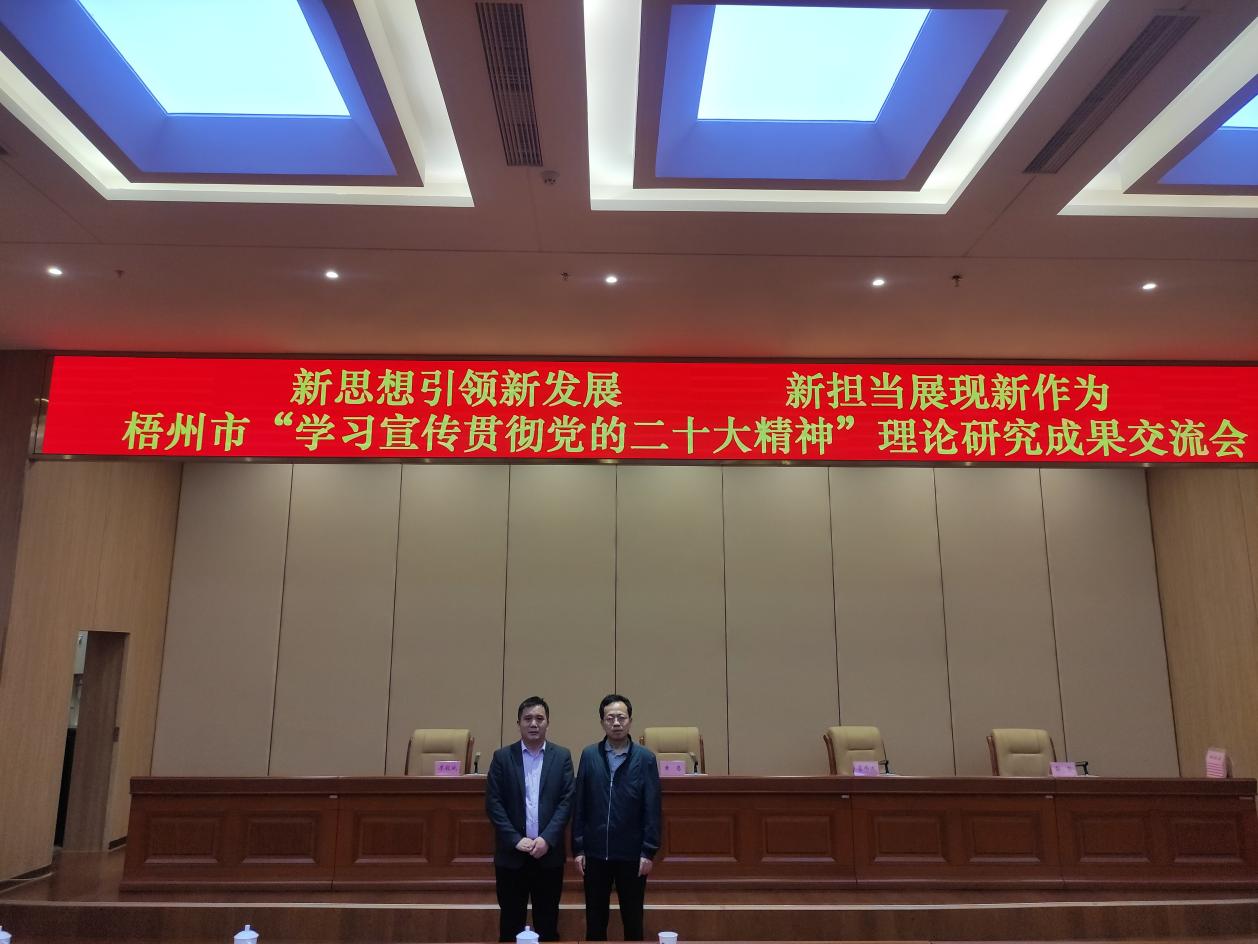 新思想引领新发展 新担当展现新作为
梧州市“学习宣传贯彻党的二十大精神”理论研究成果交流会